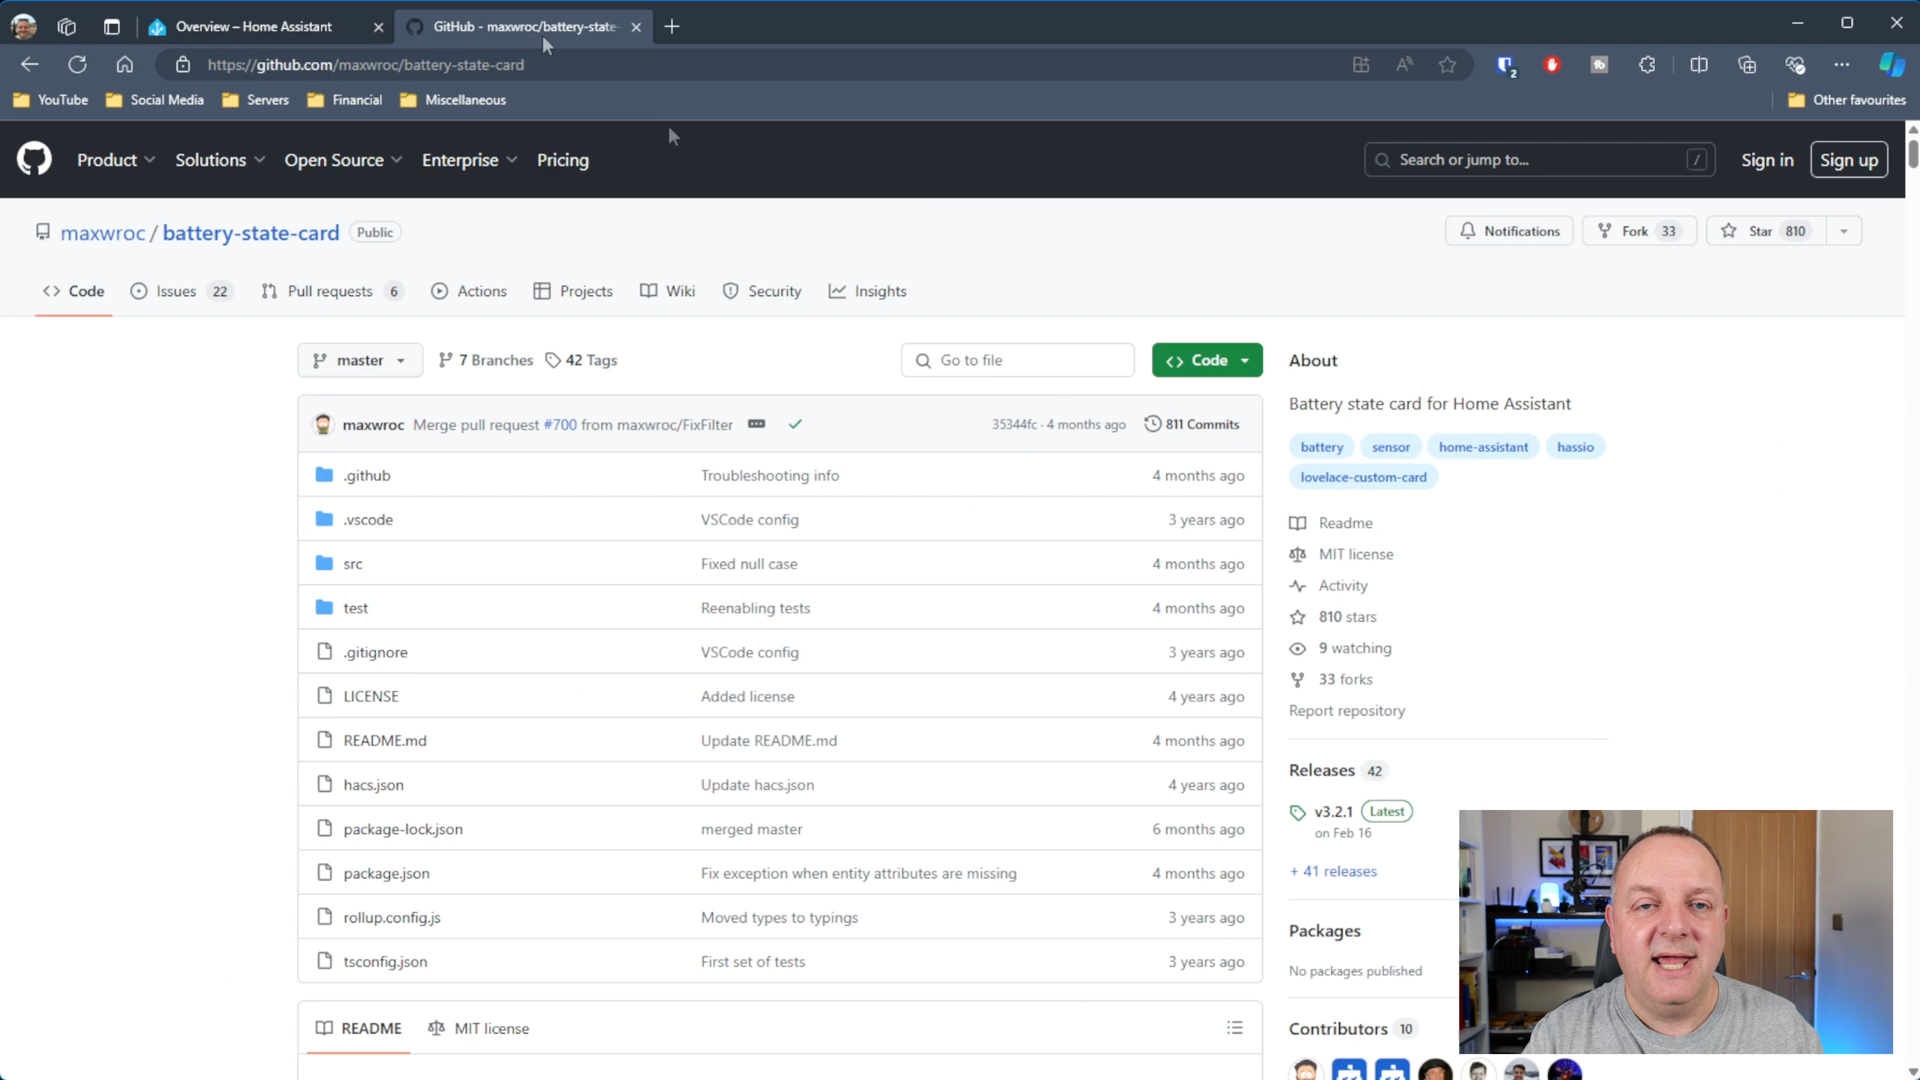 Overview – Home Assistant
GitHub - maxwroc/battery-state-
https://github.com/maxwroc/battery-state-card
2
YouTube
Social Media
Servers
Financial
Miscellaneous
Other favourites
Product
Solutions
Open Source
Enterprise
Pricing
Search or jump to...
/
Sign in
Sign up
maxwroc / battery-state-card
Public
Notifications
Fork 33
Star 810
Code
Issues 22
Pull requests 6
Actions
Projects
Wiki
Security
Insights
master
7 Branches
42 Tags
Go to file
Code
maxwroc Merge pull request #700 from maxwroc/FixFilter
35344fc · 4 months ago
811 Commits
.github Troubleshooting info 4 months ago
.vscode VSCode config 3 years ago
src Fixed null case 4 months ago
test Reenabling tests 4 months ago
.gitignore VSCode config 3 years ago
LICENSE Added license 4 years ago
README.md Update README.md 4 months ago
hacs.json Update hacs.json 4 years ago
package-lock.json merged master 6 months ago
package.json Fix exception when entity attributes are missing 4 months ago
rollup.config.js Moved types to typings 3 years ago
tsconfig.json First set of tests 3 years ago
README
MIT license
About
Battery state card for Home Assistant
battery sensor home-assistant hassio
lovelace-custom-card
Readme
MIT license
Activity
810 stars
9 watching
33 forks
Report repository
Releases 42
v3.2.1 Latest
on Feb 16
+ 41 releases
Packages
No packages published
Contributors 10